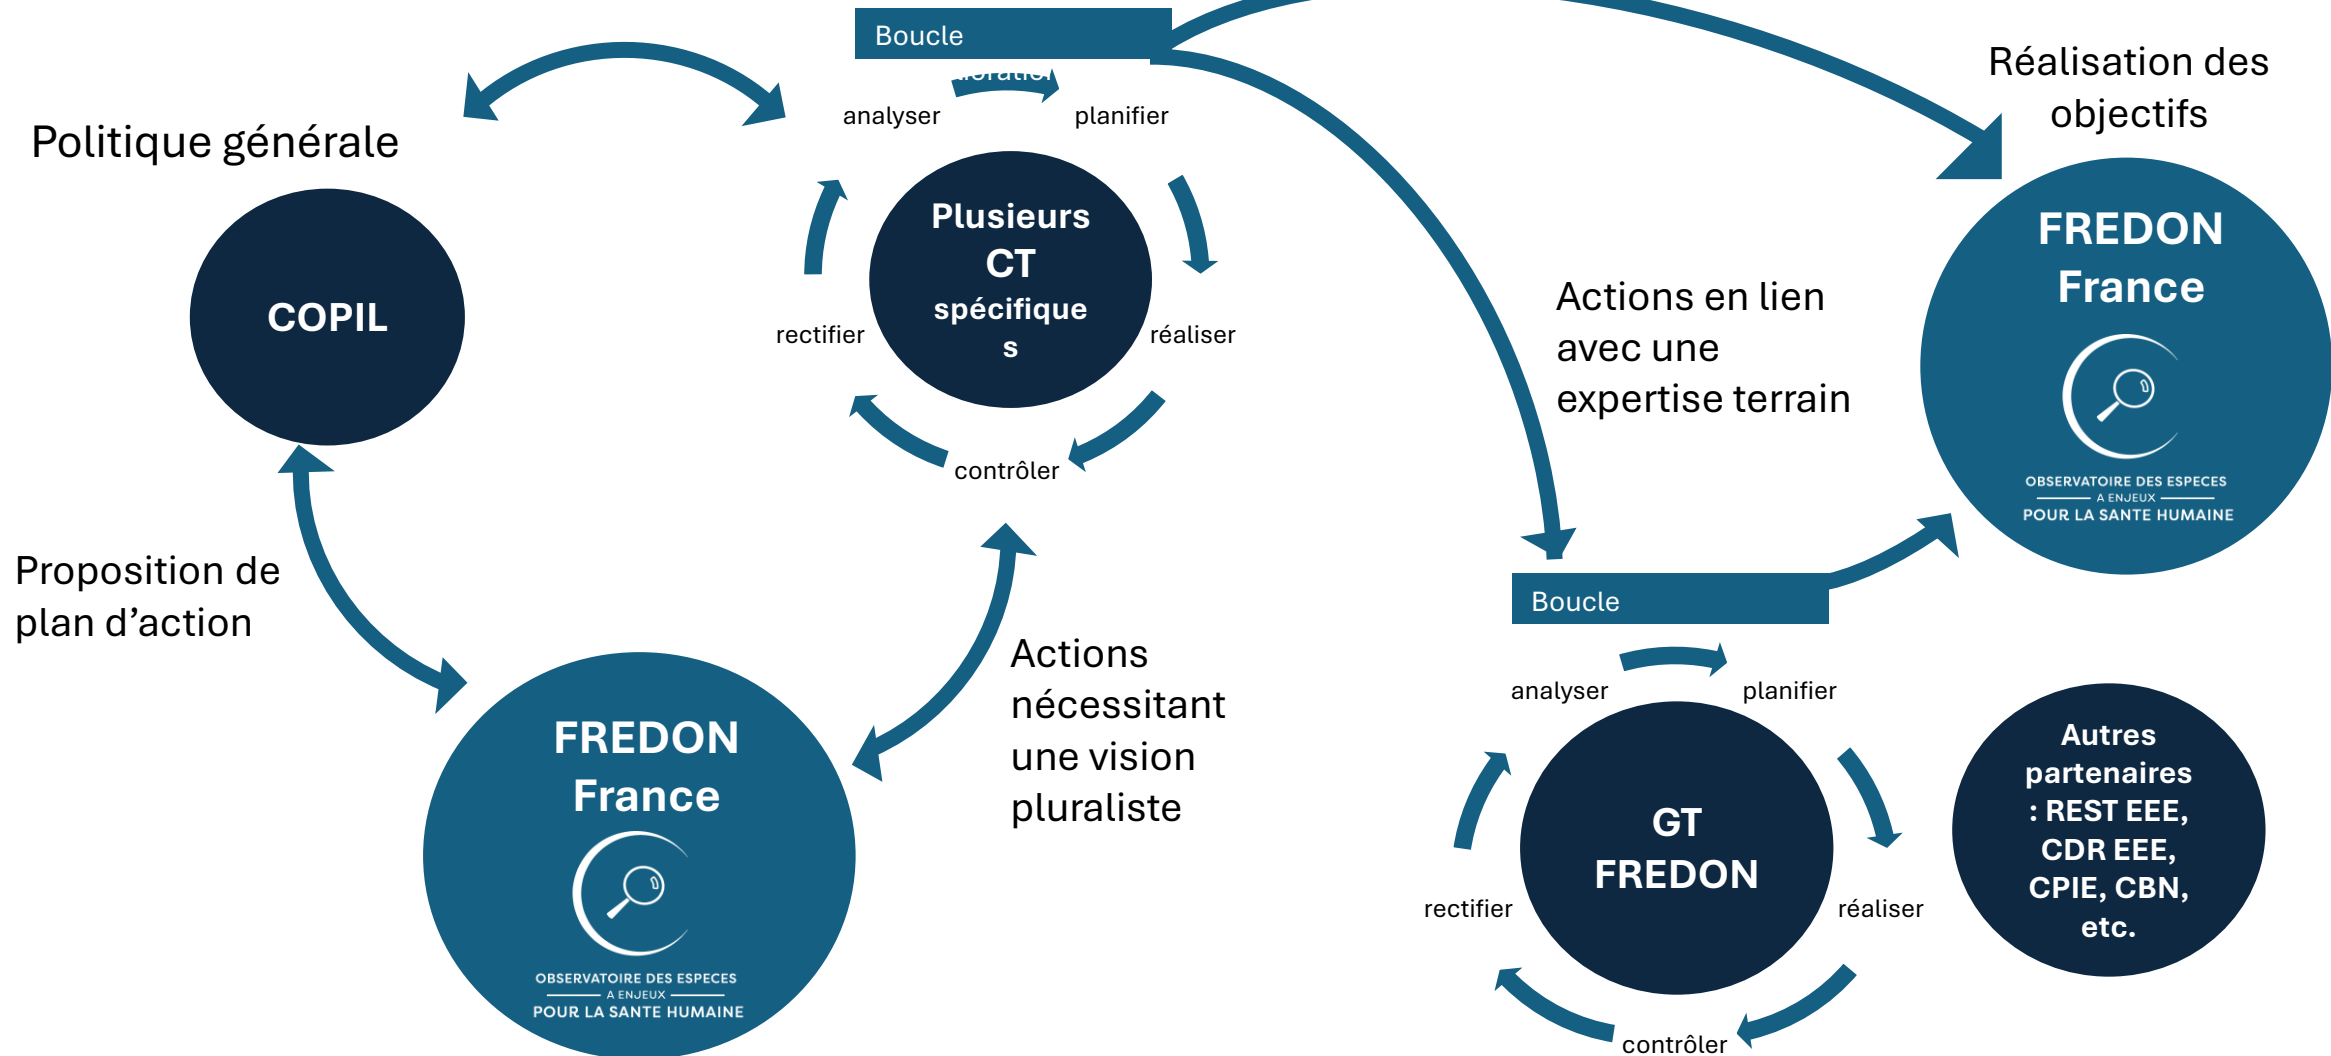 Politique générale
COPIL
Proposition de
plan d’action
FREDON
France
OBSERVATOIRE DES ESPECES
A ENJEUX
POUR LA SANTE HUMAINE
Boucle
analyser
planifier
Plusieurs
CT
spécifique
s
rectifier
réaliser
contrôler
Actions
nécessitant
une vision
pluraliste
Actions en lien
avec une
expertise terrain
Réalisation des
objectifs
FREDON
France
OBSERVATOIRE DES ESPECES
A ENJEUX
POUR LA SANTE HUMAINE
Boucle
analyser
planifier
GT
FREDON
rectifier
réaliser
contrôler
Autres
partenaires
: REST EEE,
CDR EEE,
CPIE, CBN,
etc.